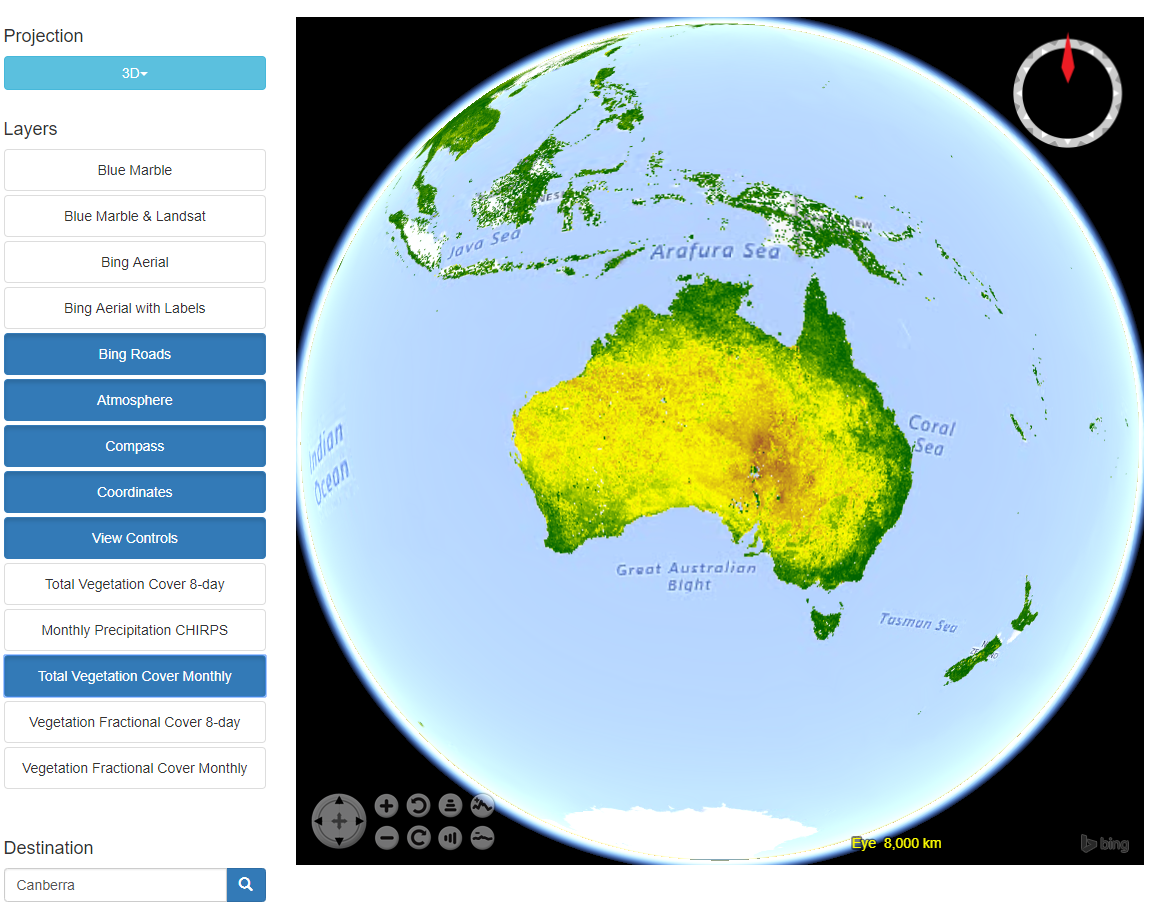 Projection
3D
Layers
Blue Marble
Blue Marble & Landsat
Bing Aerial
Bing Aerial with Labels
Bing Roads
Atmosphere
Compass
Coordinates
View Controls
Total Vegetation Cover 8-day
Monthly Precipitation CHIRPS
Total Vegetation Cover Monthly
Vegetation Fractional Cover 8-day
Vegetation Fractional Cover Monthly
Destination
Canberra
Java Sea
Arafura Sea
Indian
Ocean
Coral
Sea
Great Australian
Bight
Tasman Sea
Eye 8,000 km
bing